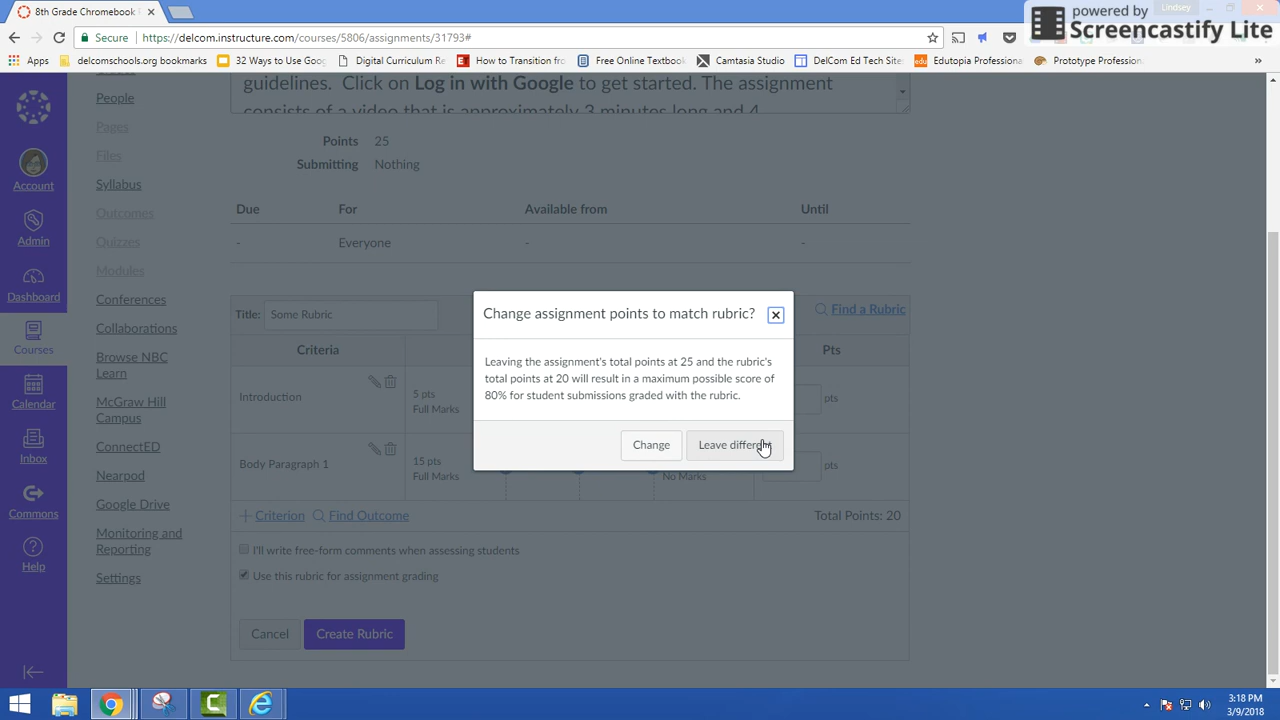 8th Grade Chromebook
Lindsey
powered by
Screencastify Lite
Secure
https://delcom.instructure.com/cours
/31793#
Apps
delcomschools.org bookmarks
32 Ways to Use Goog
Digital Curriculum Re
How to Transition fro
Free Online Textbook
Camtasia Studio
DelCom Ed Tech Site
Edutopia Home
Prototype Profession
»
Account
Admin
Dashboard
Courses
Calendar
Inbox
Commons
Help
People
Pages
Files
Syllabus
Outcomes
Quizzes
Modules
Conferences
Collaborations
Browse NBC
Learn
McGraw Hill
Campus
ConnectED
Nearpod
Google Drive
Monitoring and
Reporting
Settings
guidelines. Click on Log in with Google to get started. The assignment
consists of a video that is approximately 3 minutes long and 4
Points 25
Submitting Nothing
Due For Available from Until
- Everyone - -
Title: Some Rubric
Find a Rubric
Criteria
Pts
Introduction
5 pts
Full Marks
pts
Body Paragraph 1
15 pts
Full Marks
No Marks
pts
Criterion Find Outcome
Total Points: 20
I'll write free-form comments when assessing students
Use this rubric for assignment grading
Cancel Create Rubric
Change assignment points to match rubric?
Leaving the assignment's total points at 25 and the rubric's
total points at 20 will result in a maximum possible score of
80% for student submissions graded with the rubric.
Change
Leave differ
3:18 PM
3/9/2018